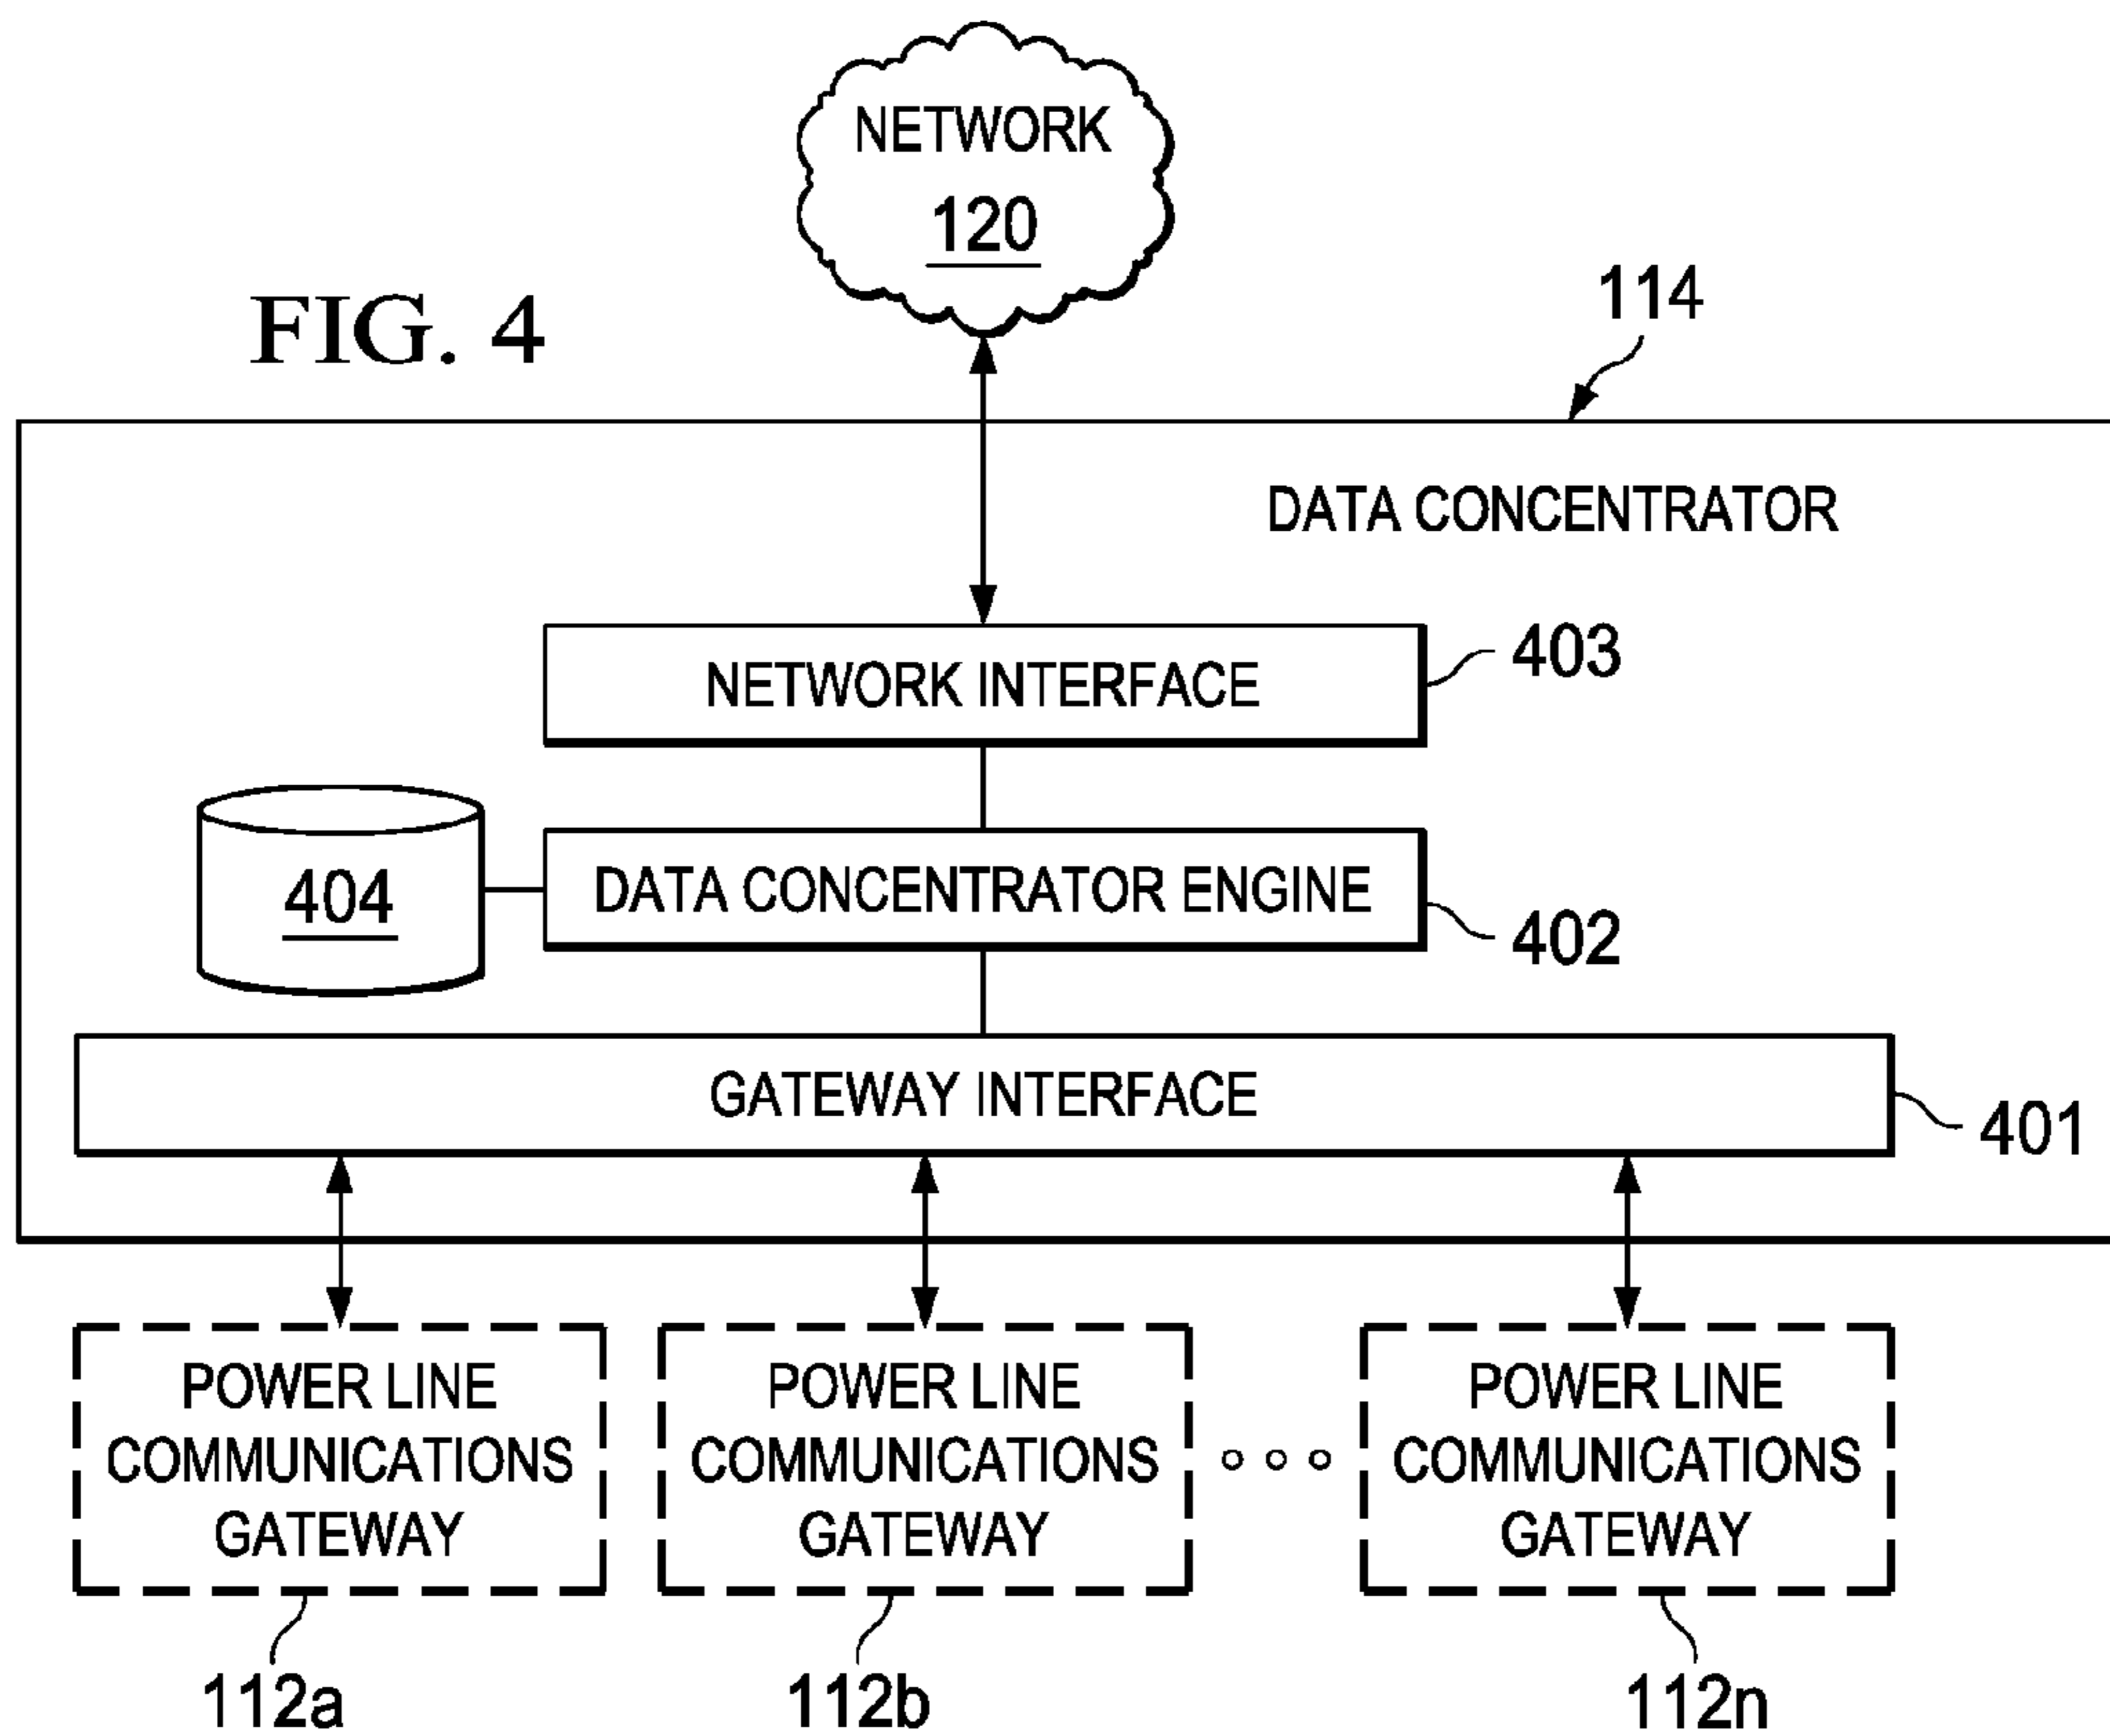 NETWORK
120
FIG. 4
114
DATA CONCENTRATOR
NETWORK INTERFACE
403
404
DATA CONCENTRATOR ENGINE
402
GATEWAY INTERFACE
401
POWER LINE
COMMUNICATIONS
GATEWAY
POWER LINE
COMMUNICATIONS
GATEWAY
POWER LINE
COMMUNICATIONS
GATEWAY
112a
112b
112n